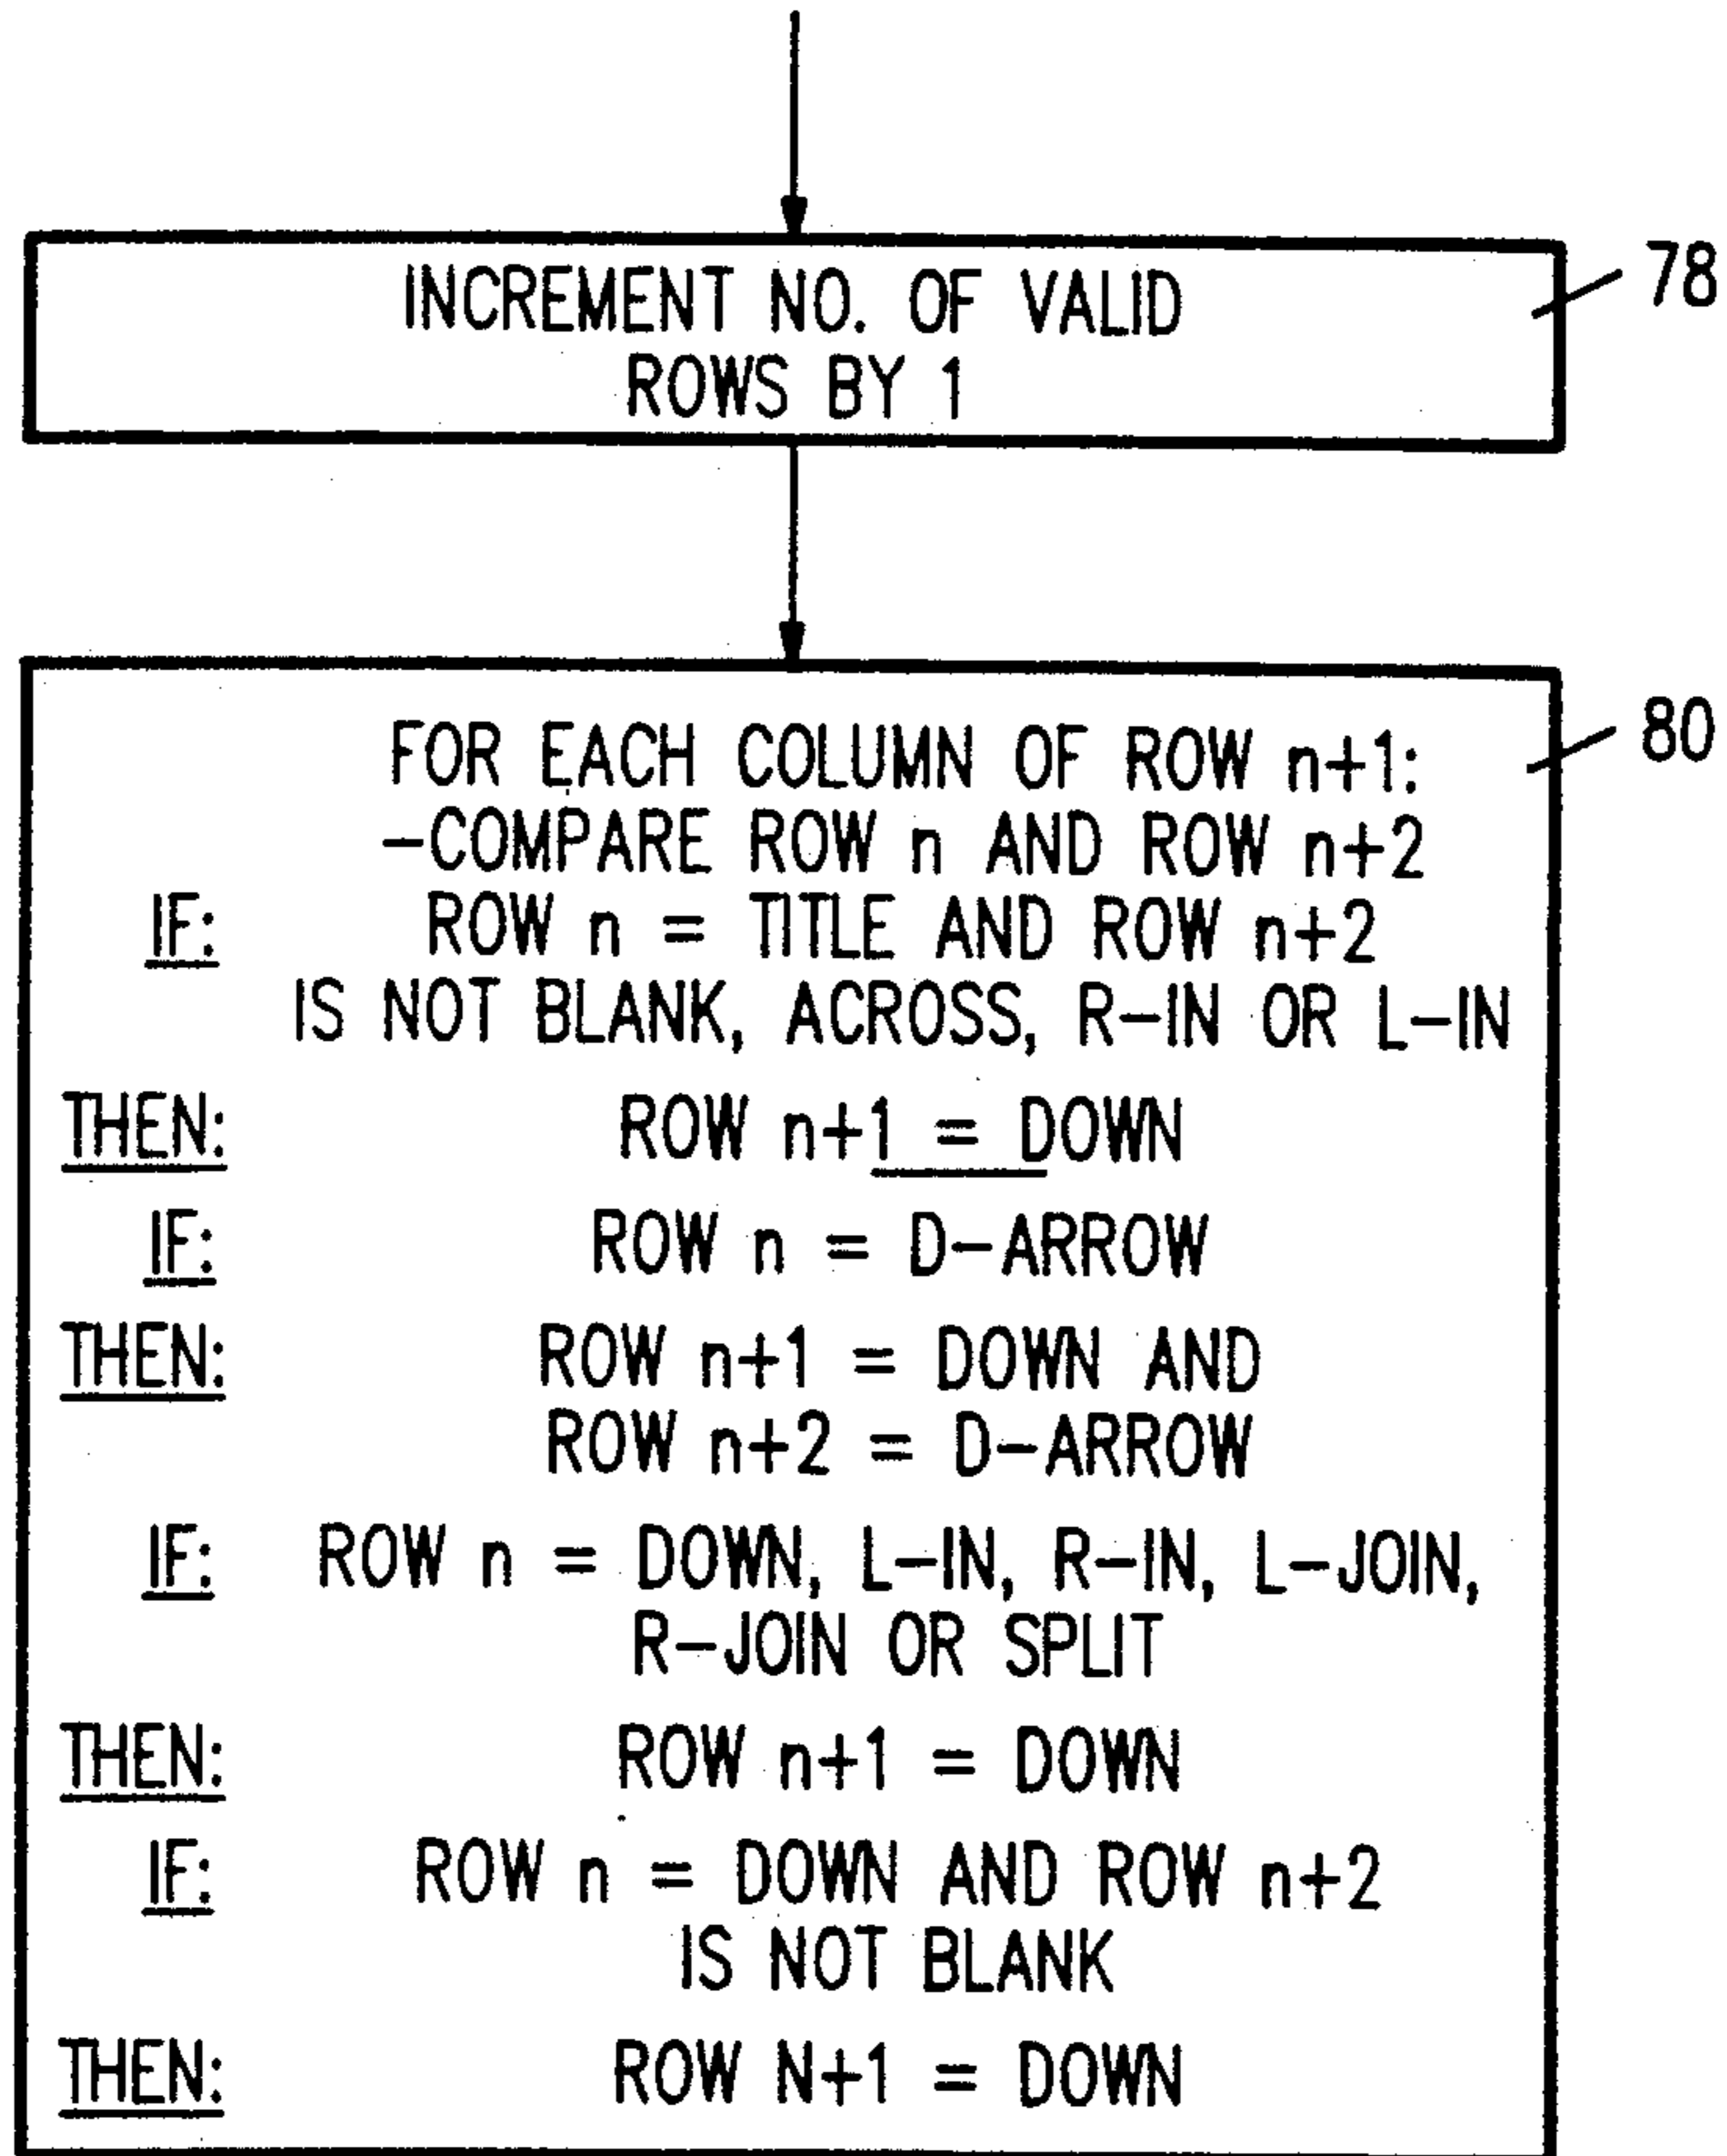 INCREMENT NO. OF VALID
ROWS BY 1
78
FOR EACH COLUMN OF ROW n+1:
80
-COMPARE ROW n AND ROW n+2
IF: ROW n = TITLE AND ROW n+2
IS NOT BLANK, ACROSS, R-IN OR L-IN
THEN: ROW n+1 = DOWN
IF: ROW n = D-ARROW
THEN: ROW n+1 = DOWN AND
ROW n+2 = D-ARROW
IF: ROW n = DOWN, L-IN, R-IN, L-JOIN,
R-JOIN OR SPLIT
THEN: ROW n+1 = DOWN
IF: ROW n = DOWN AND ROW n+2
IS NOT BLANK
THEN: ROW N+1 = DOWN